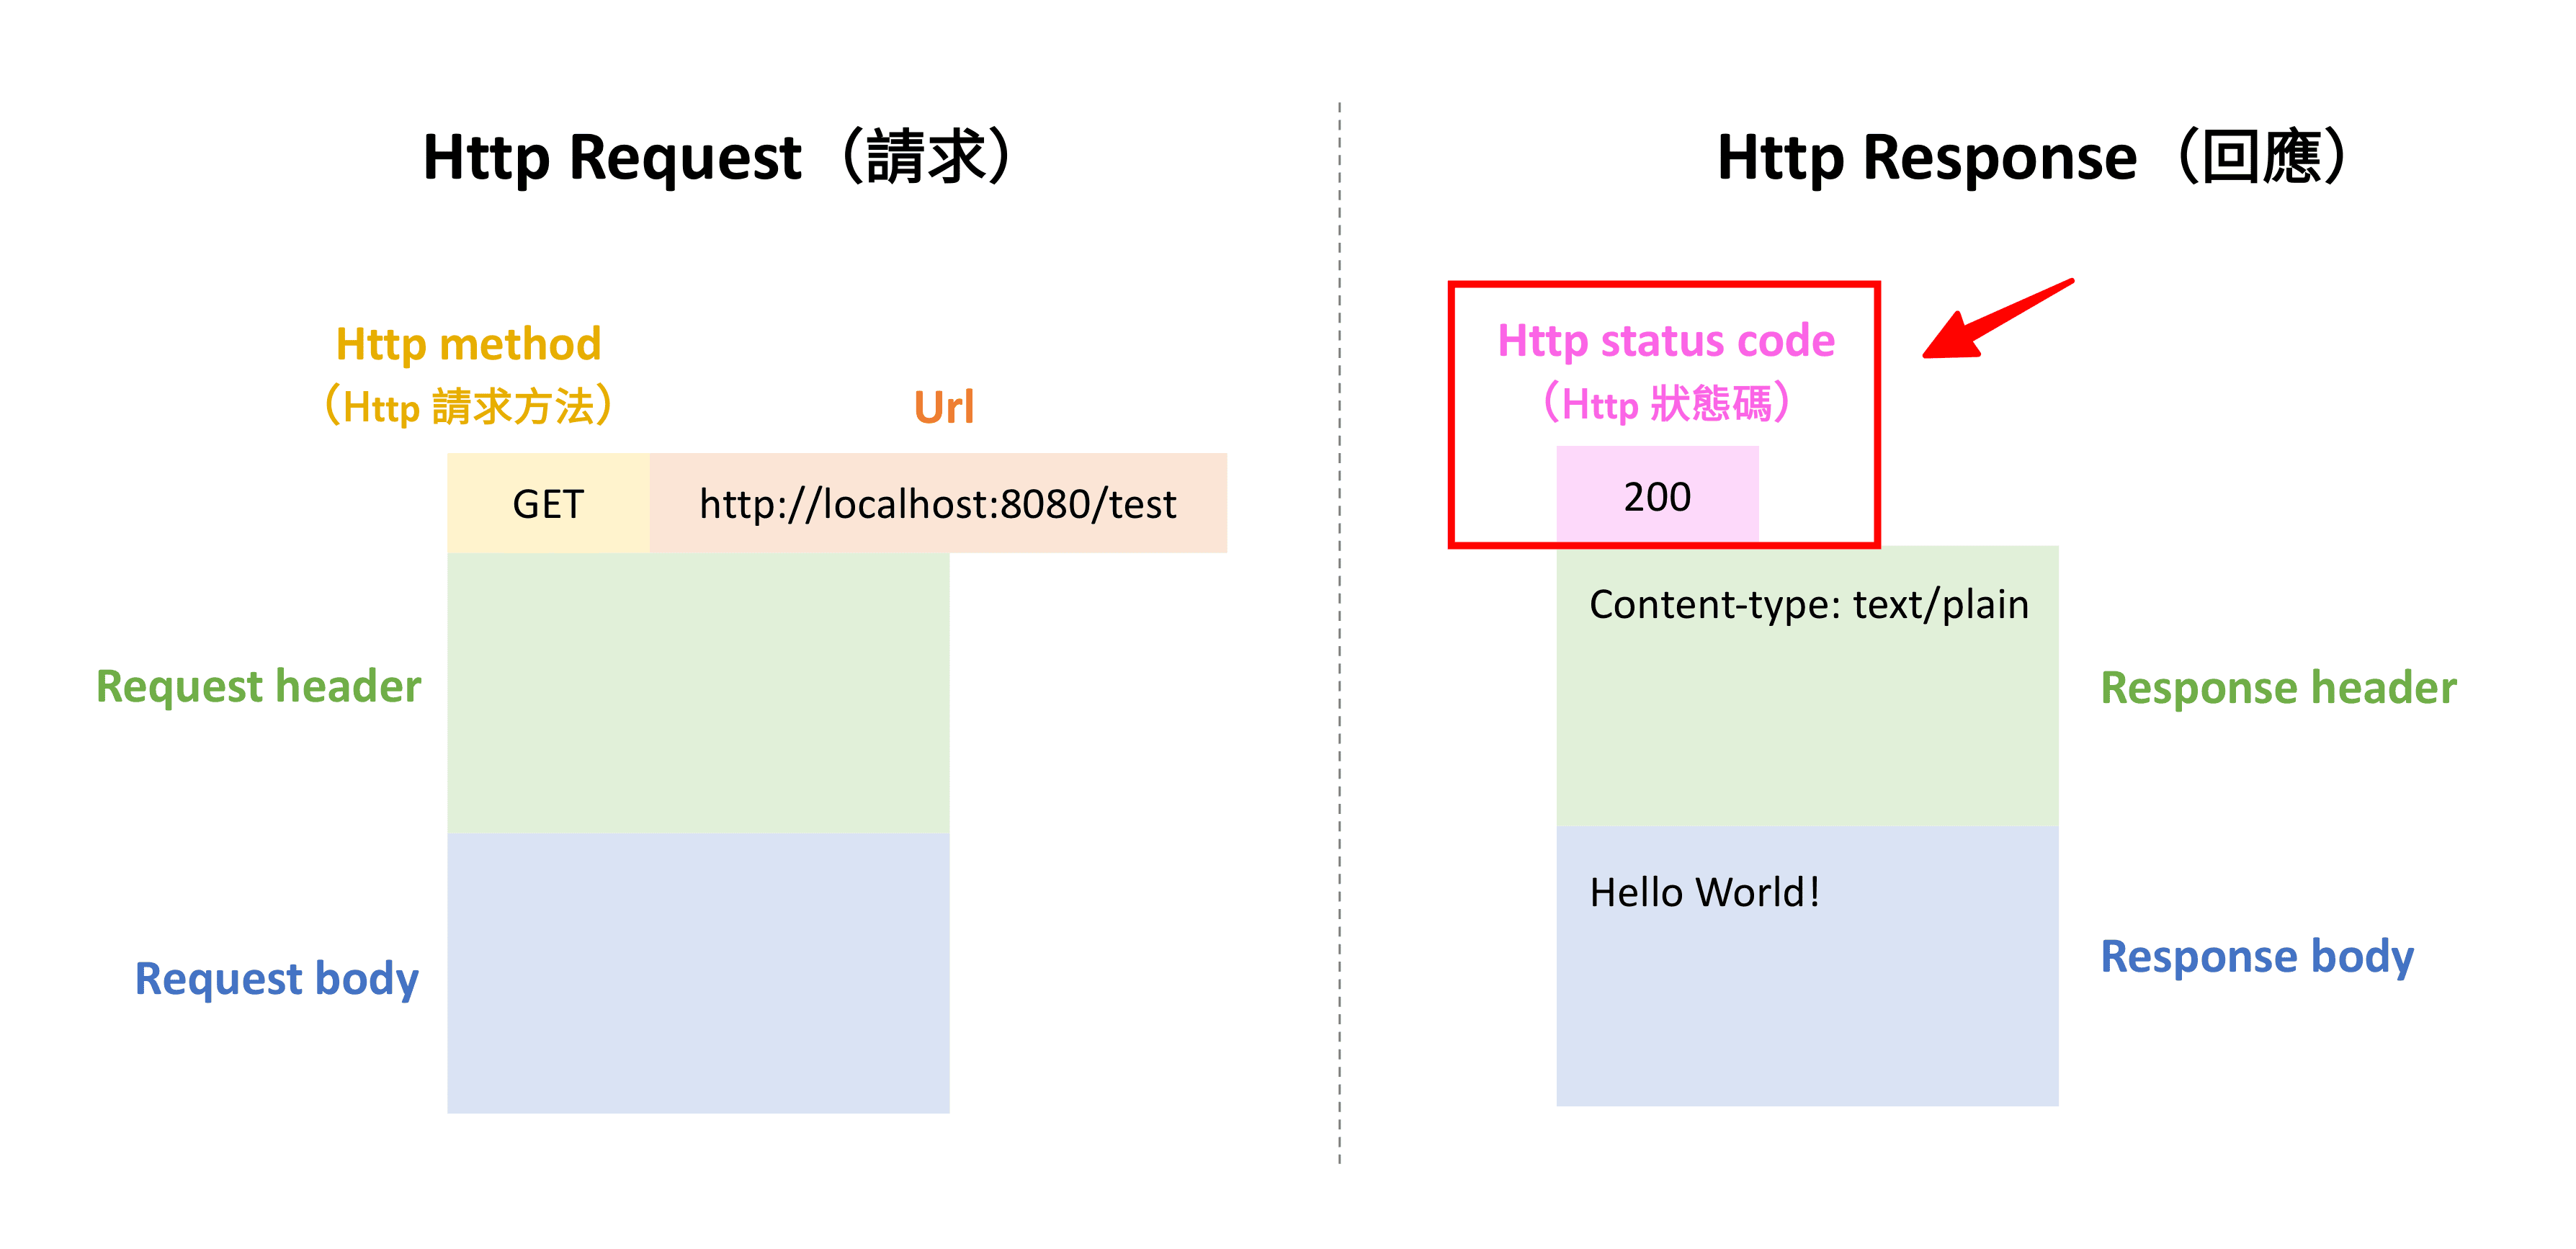 Http Request（請求）
Http method
（Http 請求方法）
Url
GET
http://localhost:8080/test
Request header
Request body
Http Response（回應）
Http status code
（Http 狀態碼）
200
Content-type: text/plain
Response header
Hello World!
Response body